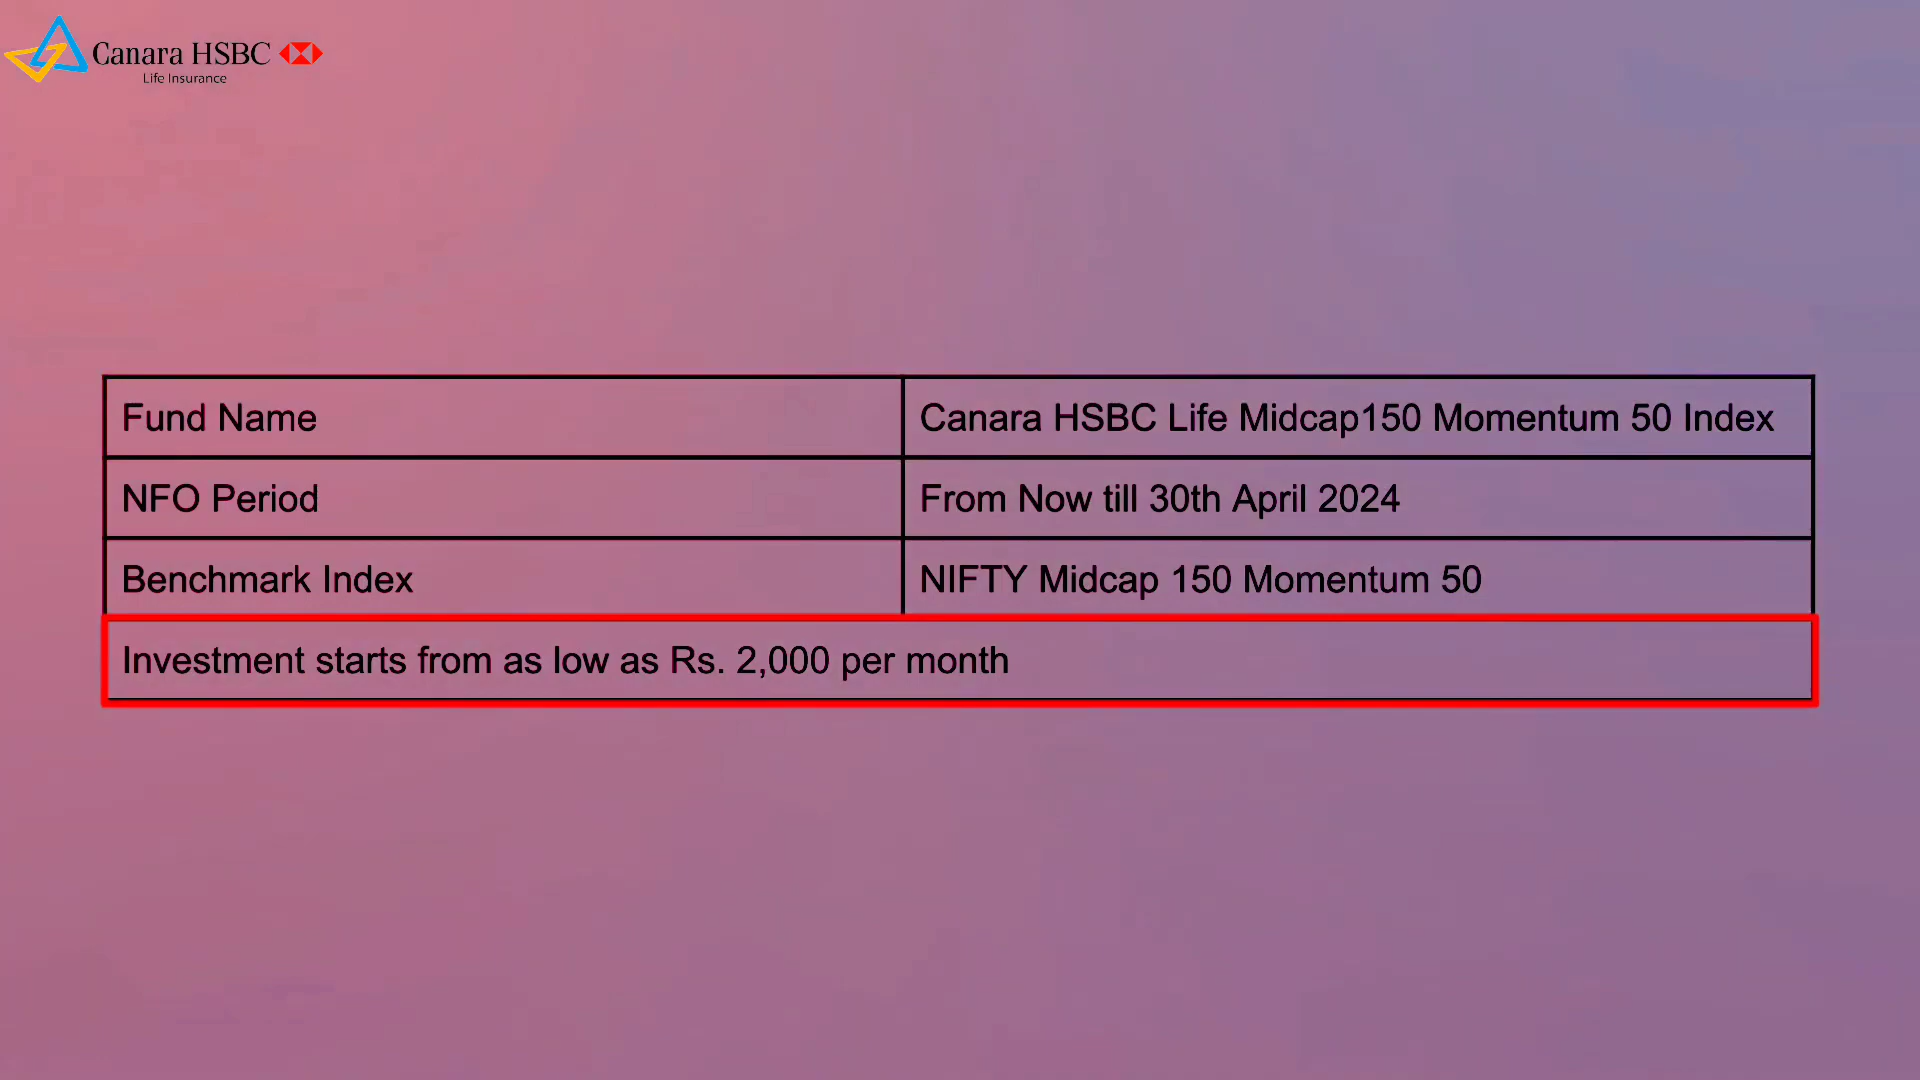 Canara HSBC
Life Insurance
Fund Name
Canara HSBC Life Midcap150 Momentum 50 Index
NFO Period
From Now till 30th April 2024
Benchmark Index
NIFTY Midcap 150 Momentum 50
Investment starts from as low as Rs. 2,000 per month